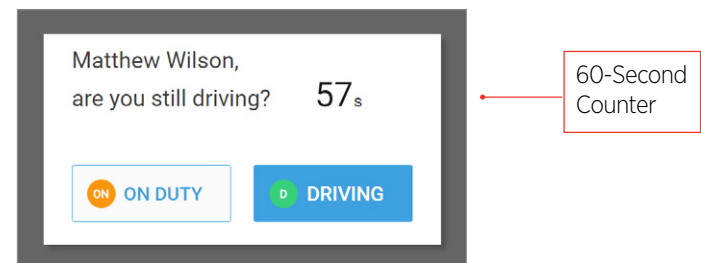 Matthew Wilson,
are you still driving? 57s
60-Second
Counter
ON ON DUTY D DRIVING